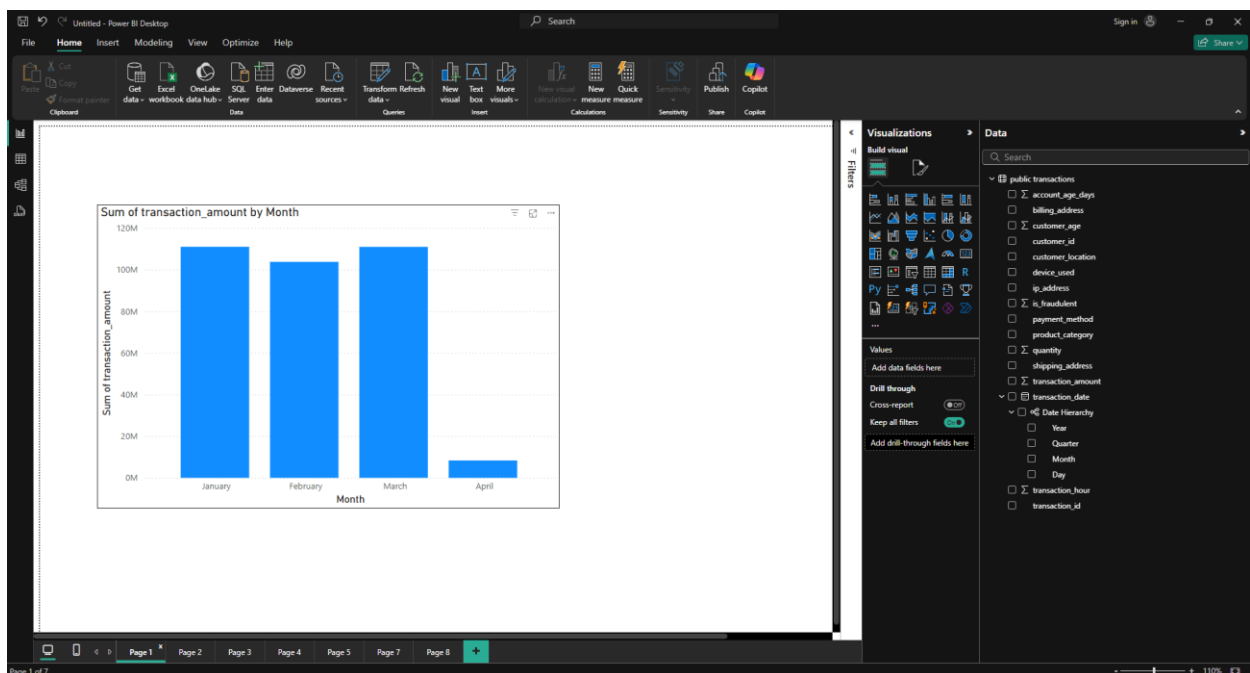 Untitled - Power BI Desktop
Search
Sign in
File Home Insert Modeling View Optimize Help
Share
Paste
Cut
Copy
Format painter
Clipboard
Get data
Excel workbook
OneLake data hub
SQL Server
Enter data
Dataverse
Recent sources
Data
Transform data
Refresh
Queries
New visual
Text box
More visuals
Insert
New visual calculation
New measure
Quick measure
Calculations
Sensitivity
Sensitivity
Publish
Share
Copilot
Copilot
Sum of transaction_amount by Month
120M
100M
80M
60M
40M
20M
0M
Sum of transaction_amount
January February March April
Month
Filters
Visualizations
Build visual
R
Py
...
Values
Add data fields here
Drill through
Cross-report
Off
Keep all filters
On
Add drill-through fields here
Data
Search
public transactions
Σ account_age_days
billing_address
Σ customer_age
customer_id
customer_location
device_used
ip_address
Σ is_fraudulent
payment_method
product_category
Σ quantity
shipping_address
Σ transaction_amount
transaction_date
Date Hierarchy
Year
Quarter
Month
Day
Σ transaction_hour
transaction_id
Page 1 Page 2 Page 3 Page 4 Page 5 Page 7 Page 8 +
Page 1 of 7
- + 110%